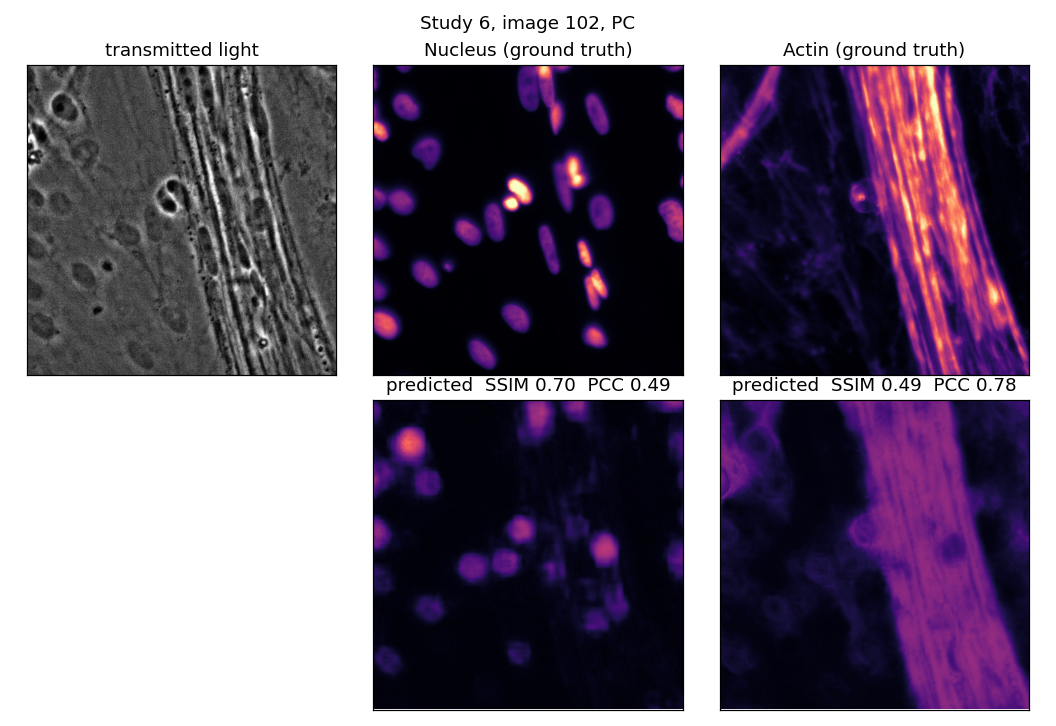 Study 6, image 102, PC
transmitted light
Nucleus (ground truth)
Actin (ground truth)
predicted  SSIM 0.70  PCC 0.49
predicted  SSIM 0.49  PCC 0.78